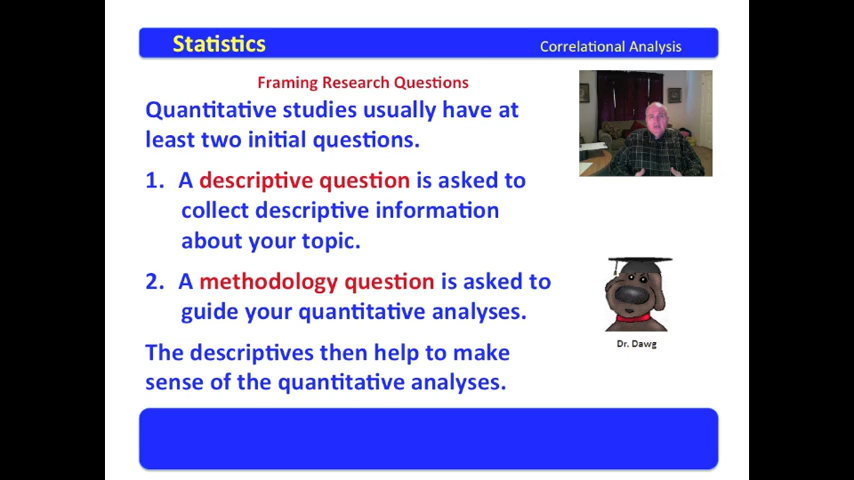 Statistics
Correlational Analysis
Framing Research Questions
Quantitative studies usually have at
least two initial questions.
1. A descriptive question is asked to
collect descriptive information
about your topic.
2. A methodology question is asked to
guide your quantitative analyses.
The descriptives then help to make
sense of the quantitative analyses.
Dr. Dawg